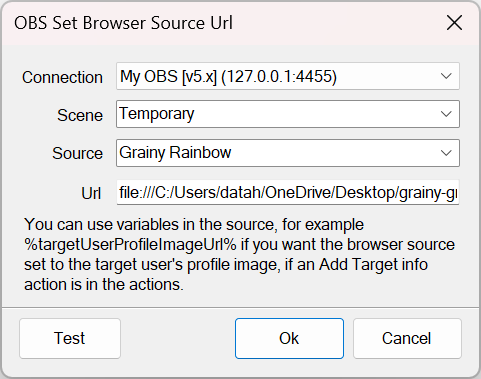 OBS Set Browser Source Url
Connection My OBS [v5.x] (127.0.0.1:4455)
Scene Temporary
Source Grainy Rainbow
Url file:///C:/Users/datah/OneDrive/Desktop/grainy-gr
You can use variables in the source, for example
%targetUserProfileImageUrl% if you want the browser source
set to the target user's profile image, if an Add Target info
action is in the actions.
Test Ok Cancel